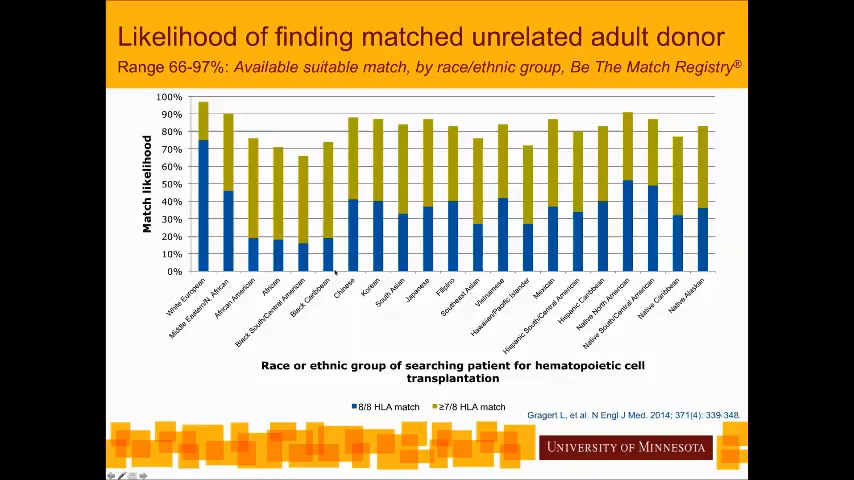 Likelihood of finding matched unrelated adult donor
Range 66-97%: Available suitable match, by race/ethnic group, Be The Match Registry®
Match likelihood
100%
90%
80%
70%
60%
50%
40%
30%
20%
10%
0%
White European
Middle Eastern/N. African
African American
African
Black South/Central American
Black Caribbean
Chinese
Korean
South Asian
Japanese
Filipino
Southeast Asian
Vietnamese
Hawaiian/Pacific Islander
Mexican
Hispanic South/Central American
Hispanic Caribbean
Native North American
Native South/Central American
Native Caribbean
Native Alaskan
Race or ethnic group of searching patient for hematopoietic cell
transplantation
8/8 HLA match ≥7/8 HLA match
Gragert L, et al. N Engl J Med. 2014; 371(4): 339-348.
UNIVERSITY OF MINNESOTA